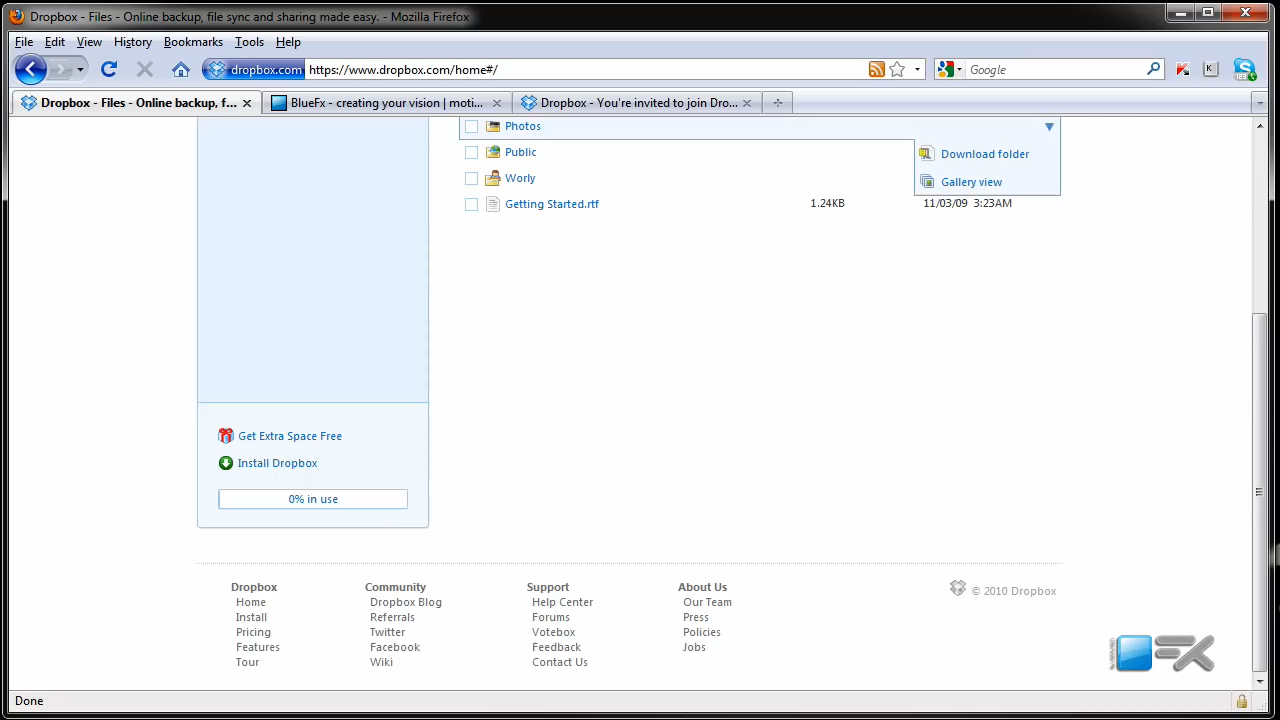 Dropbox - Files - Online backup, file sync and sharing made easy. - Mozilla Firefox
File Edit View History Bookmarks Tools Help
dropbox.com https://www.dropbox.com/home#/ Google
Dropbox - Files - Online backup, f... BlueFx - creating your vision | moti... Dropbox - You're invited to join Dro...
Photos
Public
Download folder
Worly
Gallery view
Getting Started.rtf 1.24KB 11/03/09 3:23AM
Get Extra Space Free
Install Dropbox
0% in use
Dropbox Community Support About Us
© 2010 Dropbox
Home Dropbox Blog Help Center Our Team
Install Referrals Forums Press
Pricing Twitter Votebox Policies
Features Facebook Feedback Jobs
Tour Wiki Contact Us
FX
Done